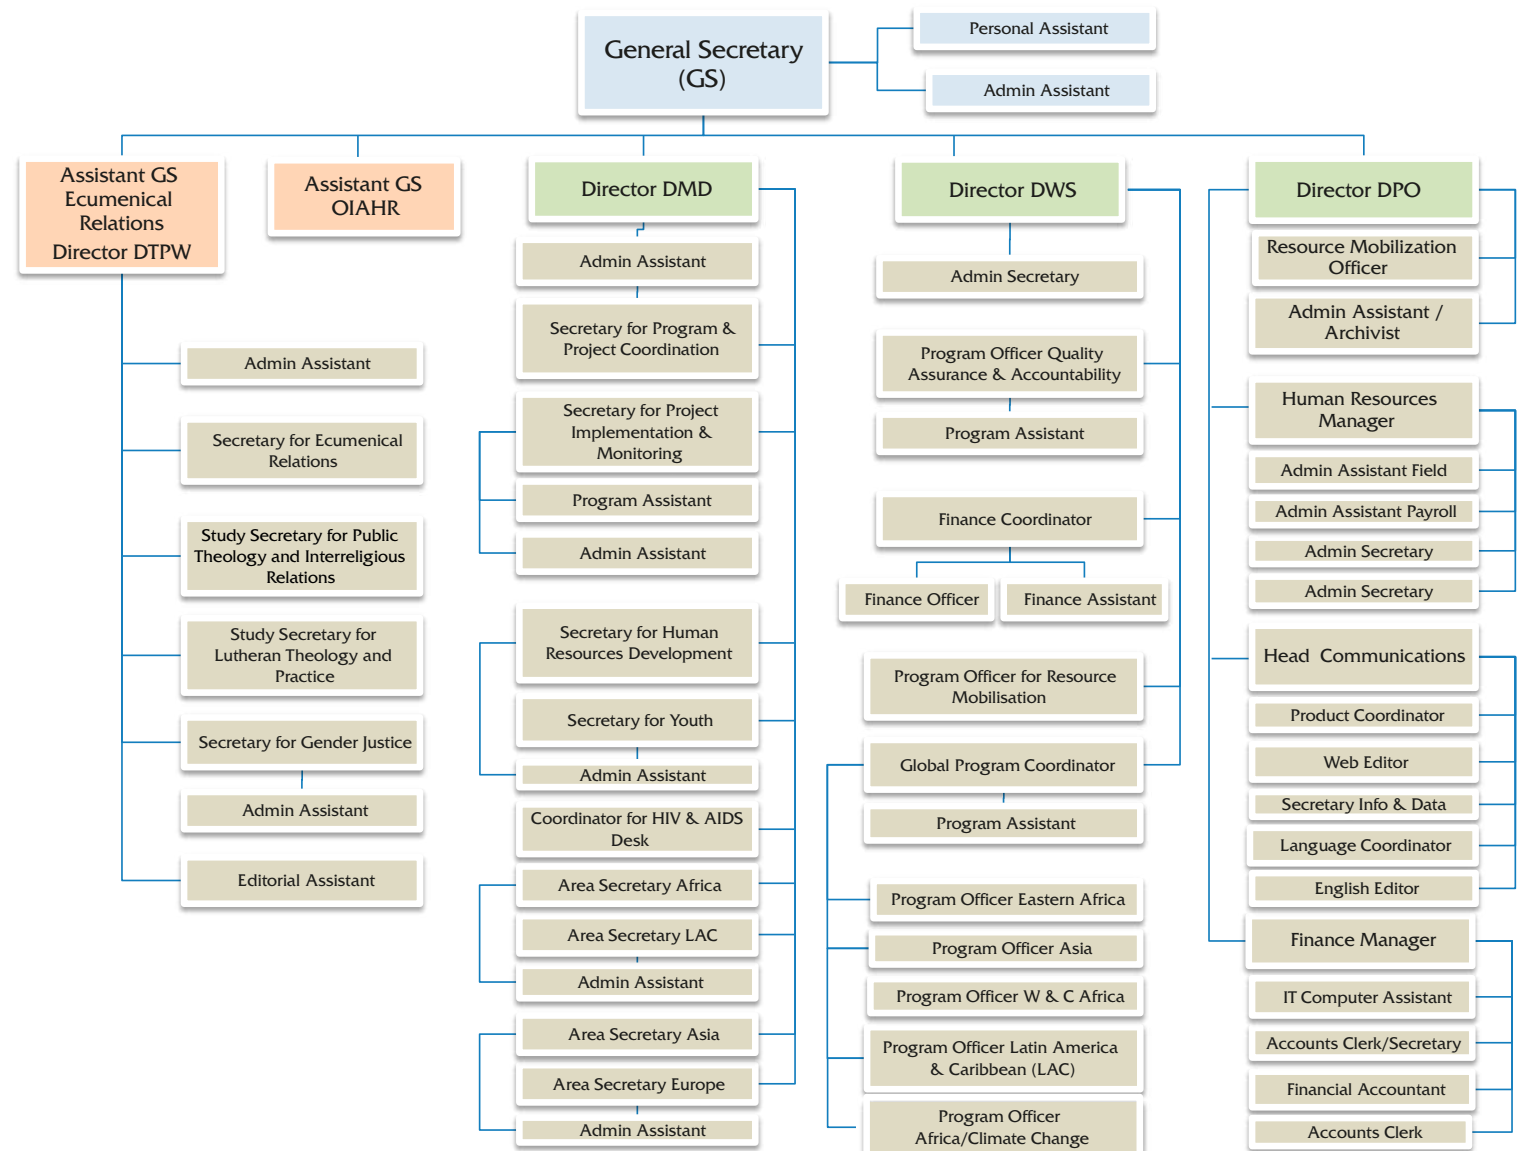 General Secretary
(GS)
Personal Assistant
Admin Assistant
Assistant GS
Ecumenical
Relations
Director DTPW
Admin Assistant
Secretary for Ecumenical
Relations
Study Secretary for Public
Theology and Interreligious
Relations
Study Secretary for
Lutheran Theology and
Practice
Secretary for Gender Justice
Admin Assistant
Editorial Assistant
Assistant GS
OIAHR
Director DMD
Admin Assistant
Secretary for Program &
Project Coordination
Secretary for Project
Implementation &
Monitoring
Program Assistant
Admin Assistant
Secretary for Human
Resources Development
Secretary for Youth
Admin Assistant
Coordinator for HIV & AIDS
Desk
Area Secretary Africa
Area Secretary LAC
Admin Assistant
Area Secretary Asia
Area Secretary Europe
Admin Assistant
Director DWS
Admin Secretary
Program Officer Quality
Assurance & Accountability
Program Assistant
Finance Coordinator
Finance Officer
Finance Assistant
Program Officer for Resource
Mobilisation
Global Program Coordinator
Program Assistant
Program Officer Eastern Africa
Program Officer Asia
Program Officer W & C Africa
Program Officer Latin America
& Caribbean (LAC)
Program Officer
Africa/Climate Change
Director DPO
Resource Mobilization
Officer
Admin Assistant /
Archivist
Human Resources
Manager
Admin Assistant Field
Admin Assistant Payroll
Admin Secretary
Admin Secretary
Head Communications
Product Coordinator
Web Editor
Secretary Info & Data
Language Coordinator
English Editor
Finance Manager
IT Computer Assistant
Accounts Clerk/Secretary
Financial Accountant
Accounts Clerk